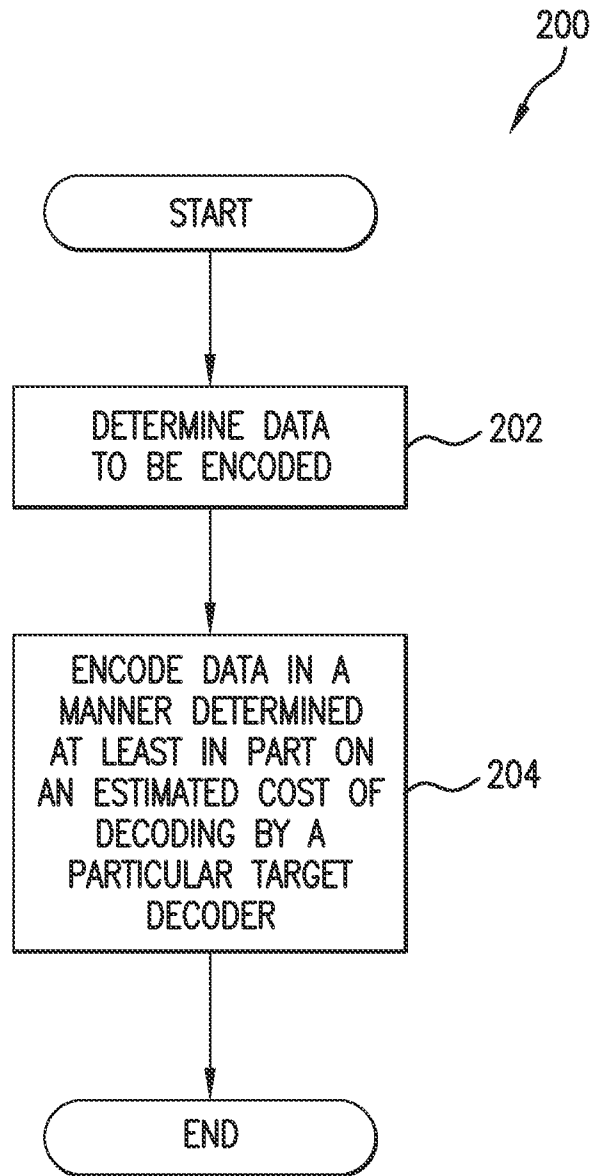 200
START
DETERMINE DATA
TO BE ENCODED
202
ENCODE DATA IN A
MANNER DETERMINED
AT LEAST IN PART ON
AN ESTIMATED COST OF
DECODING BY A
PARTICULAR TARGET
DECODER
204
END